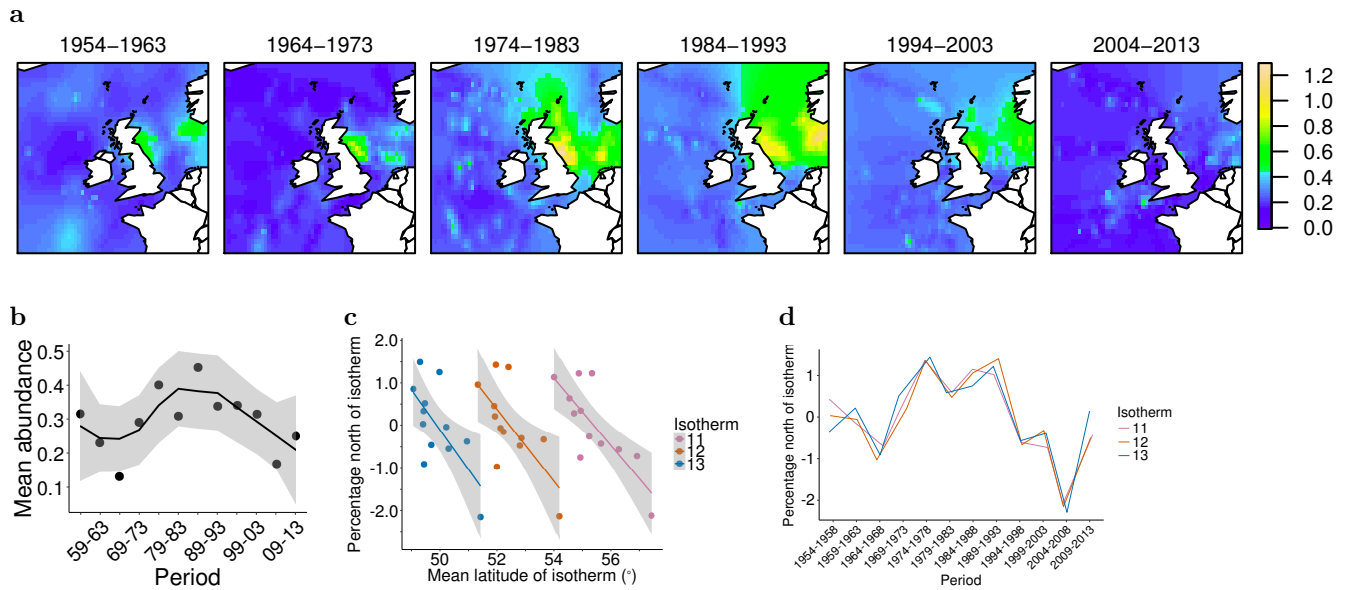 a
1954–1963 1964–1973 1974–1983 1984–1993 1994–2003 2004–2013
1.2
1.0
0.8
0.6
0.4
0.2
0.0
b
Mean abundance
0.5
0.4
0.3
0.2
0.1
59-63 69-73 79-83 89-93 99-03 09-13
Period
c
Percentage north of isotherm
2.0
1.0
0
-1.0
-2.0
50 52 54 56
Mean latitude of isotherm (°)
Isotherm
11
12
13
d
Percentage north of isotherm
1
0
-1
-2
1954-1958 1959-1963 1964-1968 1969-1973 1974-1978 1979-1983 1984-1988 1989-1993 1994-1998 1999-2003 2004-2008 2009-2013
Period
Isotherm
11
12
13